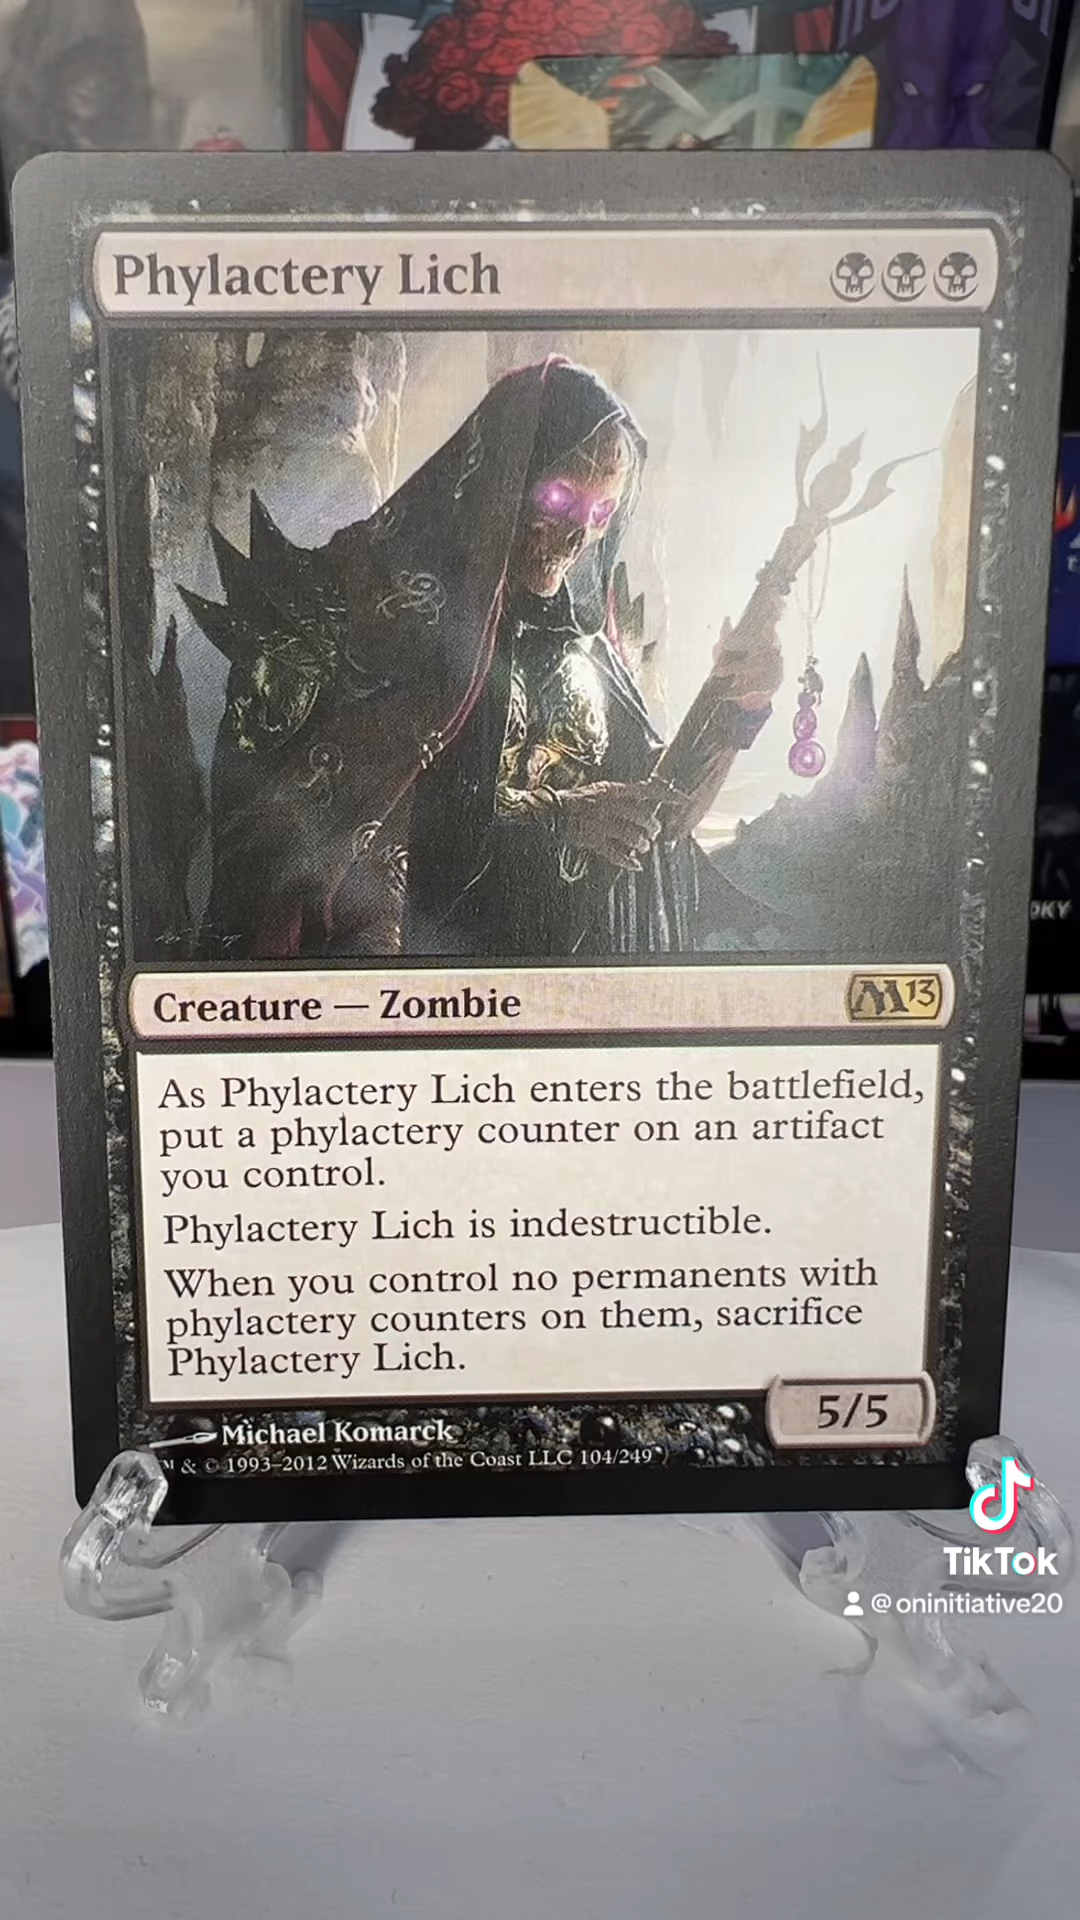 Phylactery Lich
Creature — Zombie
M13
As Phylactery Lich enters the battlefield,
put a phylactery counter on an artifact
you control.
Phylactery Lich is indestructible.
When you control no permanents with
phylactery counters on them, sacrifice
Phylactery Lich.
5/5
Michael Komarck
& © 1993–2012 Wizards of the Coast LLC 104/249
TikTok
@oninitiative20